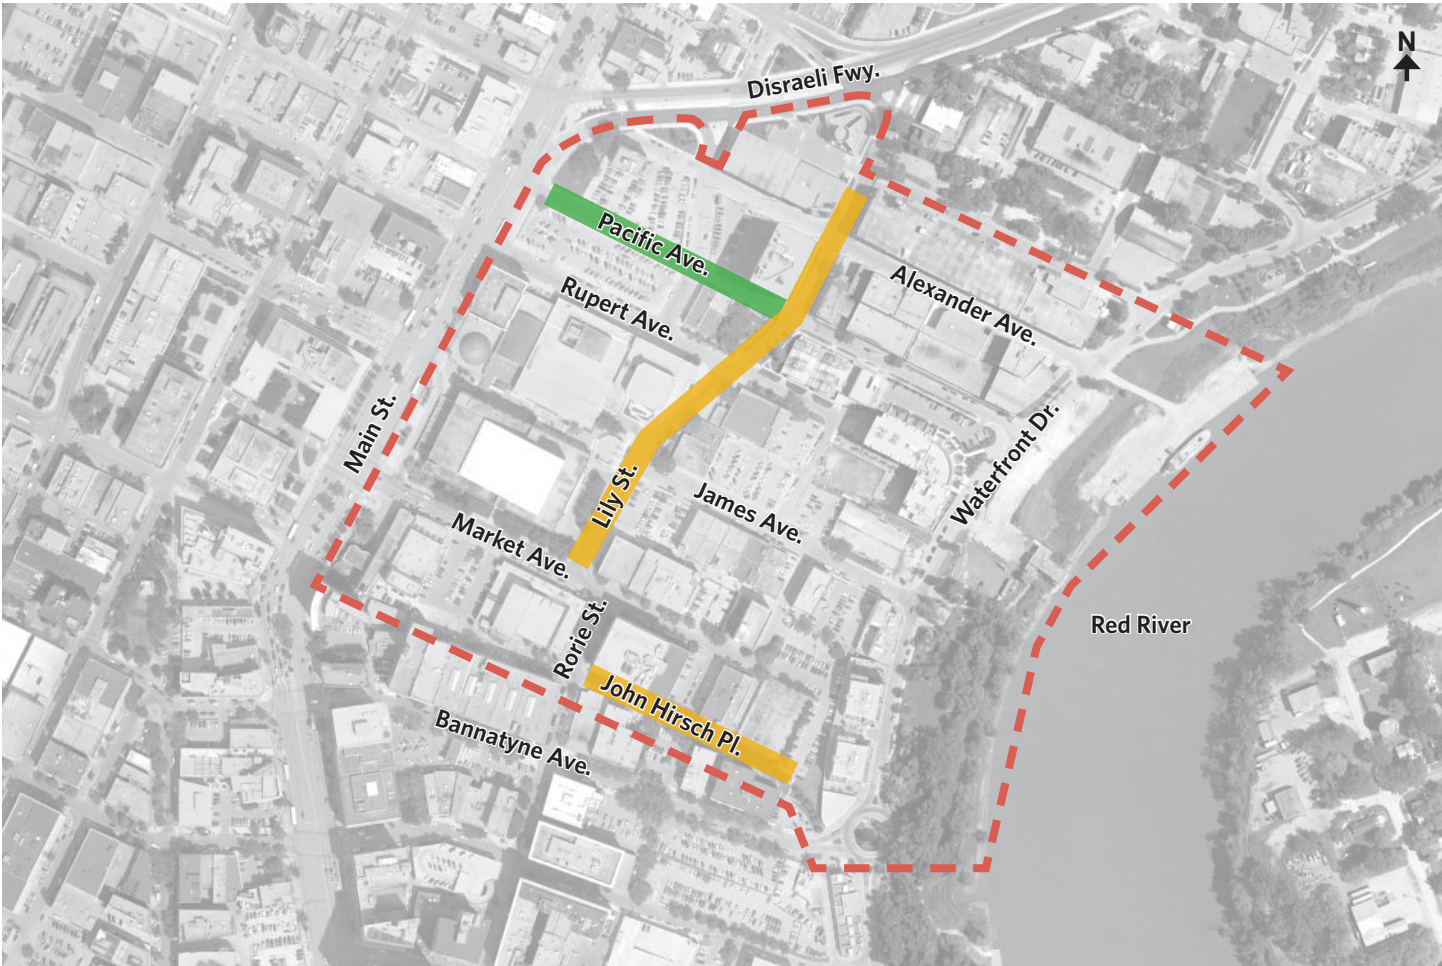 N
Disraeli Fwy.
Pacific Ave.
Alexander Ave.
Rupert Ave.
Main St.
Waterfront Dr.
Lily St.
James Ave.
Market Ave.
Rorie St.
Red River
John Hirsch Pl.
Bannatyne Ave.